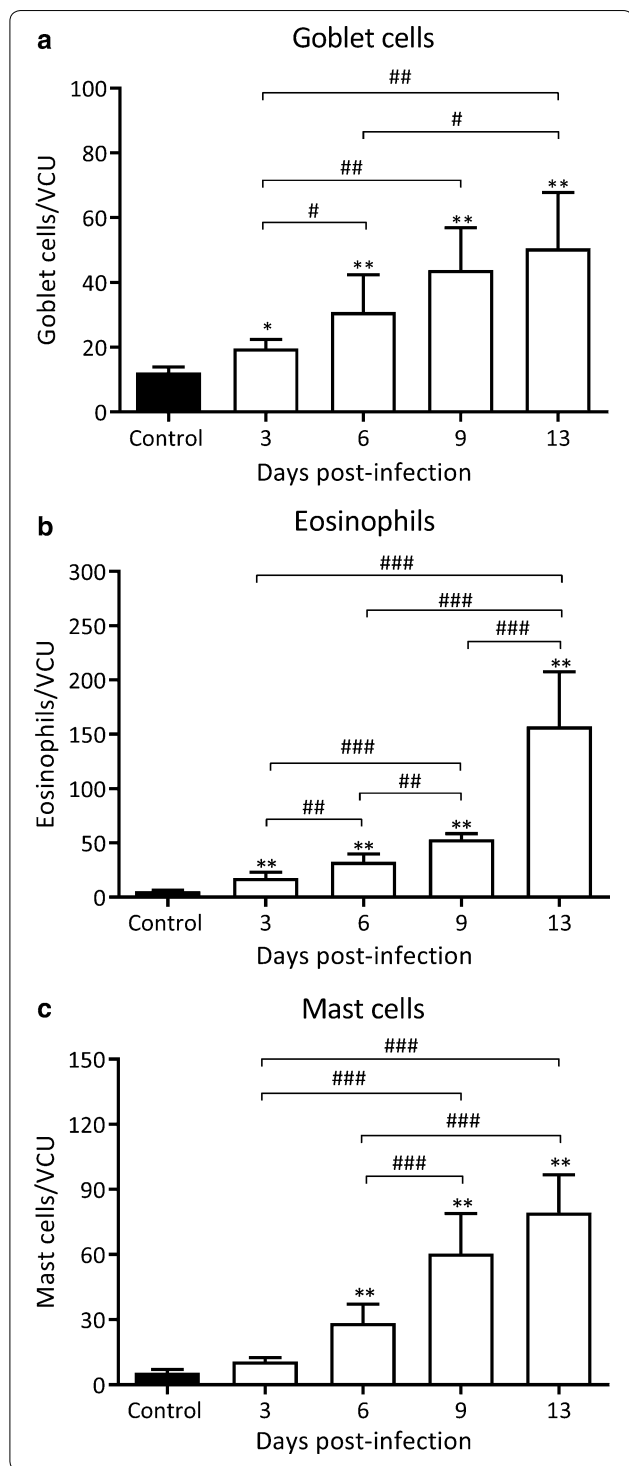 a
Goblet cells
Goblet cells/VCU
100
80
60
40
20
0
##
#
##
#
*
**
**
**
Control 3 6 9 13
Days post-infection
b
Eosinophils
Eosinophils/VCU
300
250
200
150
100
50
0
###
###
###
**
###
##
##
**
**
**
Control 3 6 9 13
Days post-infection
c
Mast cells
Mast cells/VCU
150
120
90
60
30
0
###
###
###
###
**
**
**
Control 3 6 9 13
Days post-infection